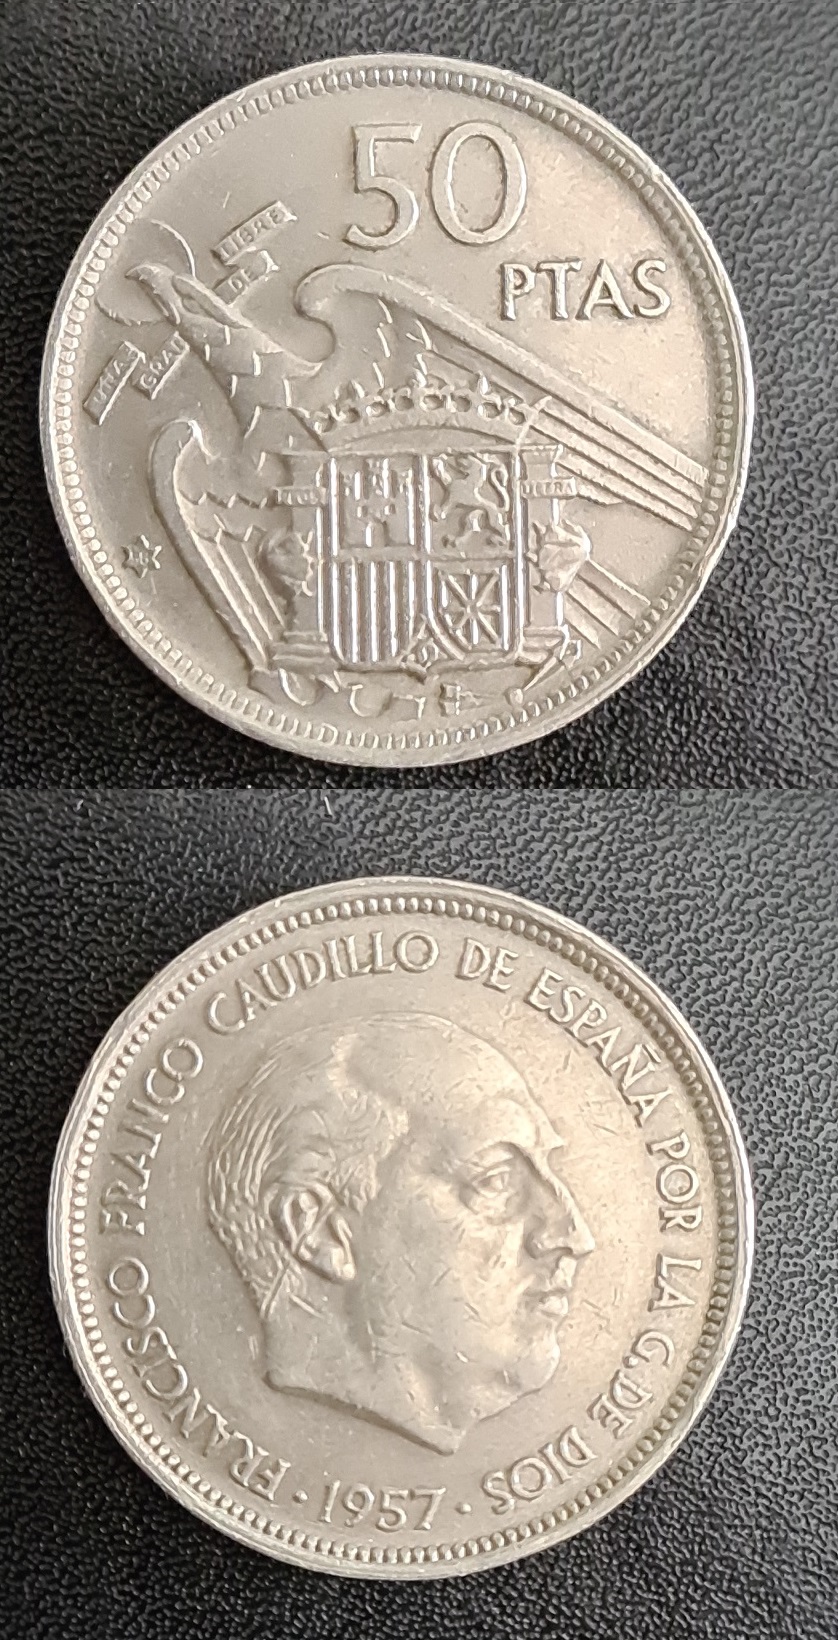 50
PTAS
UNA
GRANDE
LIBRE
PLUS
ULTRA
FRANCISCO FRANCO CAUDILLO DE ESPAÑA POR LA G. DE DIOS
· 1957 ·